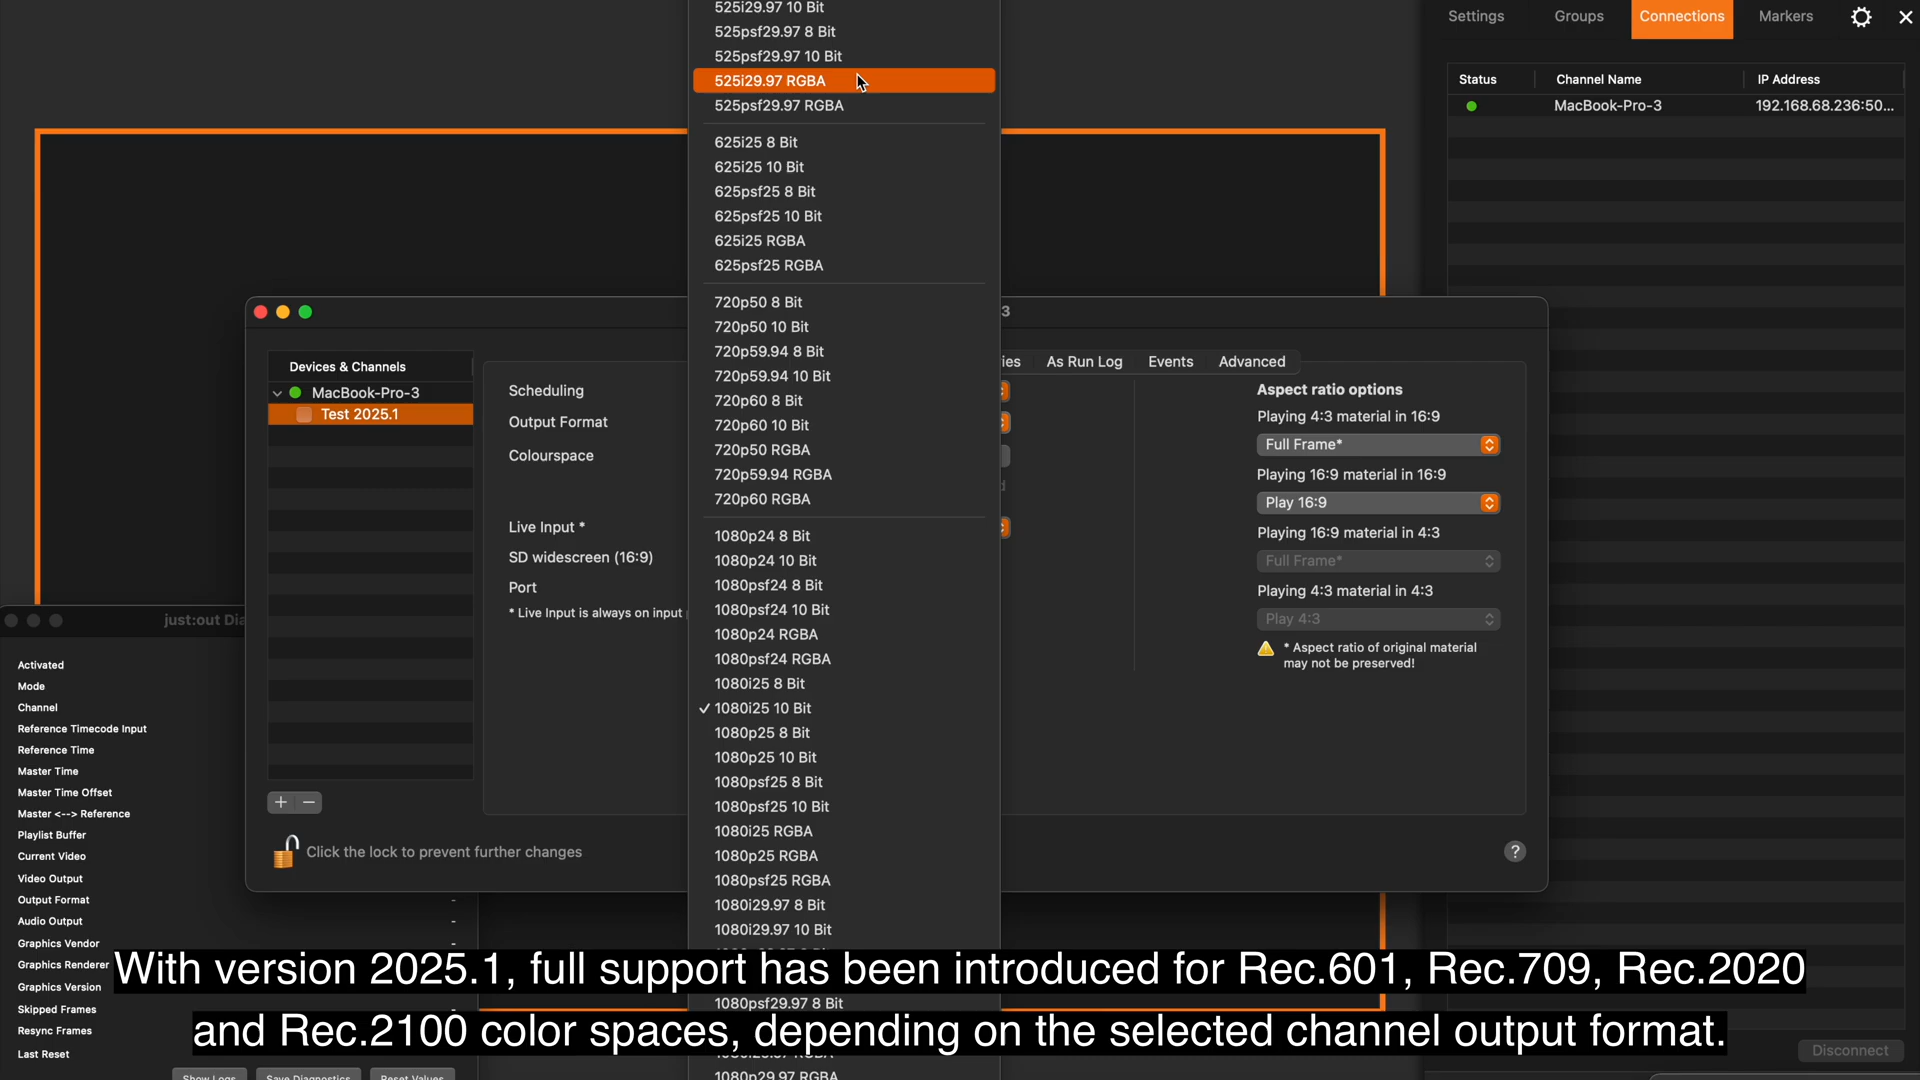 Settings
Groups
Connections
Markers
Status
Channel Name
IP Address
MacBook-Pro-3
192.168.68.236:50...
525i29.97 10 Bit
525psf29.97 8 Bit
525psf29.97 10 Bit
525i29.97 RGBA
525psf29.97 RGBA
625i25 8 Bit
625i25 10 Bit
625psf25 8 Bit
625psf25 10 Bit
625i25 RGBA
625psf25 RGBA
720p50 8 Bit
720p50 10 Bit
720p59.94 8 Bit
720p59.94 10 Bit
720p60 8 Bit
720p60 10 Bit
720p50 RGBA
720p59.94 RGBA
720p60 RGBA
1080p24 8 Bit
1080p24 10 Bit
1080psf24 8 Bit
1080psf24 10 Bit
1080p24 RGBA
1080psf24 RGBA
1080i25 8 Bit
✓ 1080i25 10 Bit
1080p25 8 Bit
1080p25 10 Bit
1080psf25 8 Bit
1080psf25 10 Bit
1080i25 RGBA
1080p25 RGBA
1080psf25 RGBA
1080i29.97 8 Bit
1080i29.97 10 Bit
1080psf29.97 8 Bit
1080p29.97 RGBA
3
Devices & Channels
MacBook-Pro-3
Test 2025.1
+ −
Click the lock to prevent further changes
Scheduling
Output Format
Colourspace
Live Input *
SD widescreen (16:9)
Port
* Live Input is always on input
ies
As Run Log
Events
Advanced
Aspect ratio options
Playing 4:3 material in 16:9
Full Frame*
Playing 16:9 material in 16:9
Play 16:9
Playing 16:9 material in 4:3
Full Frame*
Playing 4:3 material in 4:3
Play 4:3
* Aspect ratio of original material
may not be preserved!
?
just:out Dia
Activated
Mode
Channel
Reference Timecode Input
Reference Time
Master Time
Master Time Offset
Master <--> Reference
Playlist Buffer
Current Video
Video Output
Output Format -
Audio Output -
Graphics Vendor -
Graphics Renderer
Graphics Version
Skipped Frames
Resync Frames
Last Reset
Show Logs
Save Diagnostics
Reset Values
With version 2025.1, full support has been introduced for Rec.601, Rec.709, Rec.2020
and Rec.2100 color spaces, depending on the selected channel output format.
Disconnect